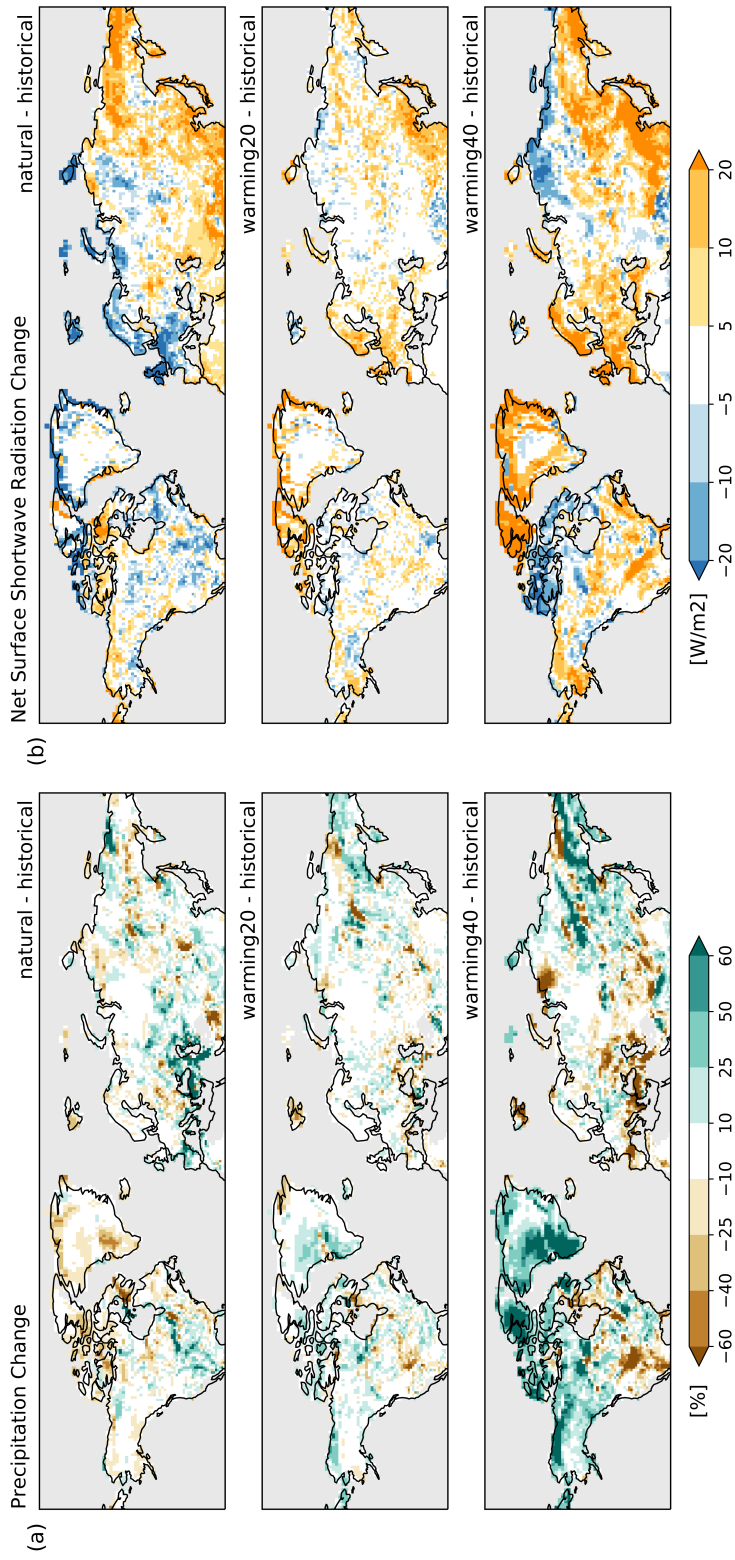 (a)
Precipitation Change
natural - historical
warming20 - historical
warming40 - historical
[%]
−60 −40 −25 −10 10 25 50 60
(b)
Net Surface Shortwave Radiation Change
natural - historical
warming20 - historical
warming40 - historical
[W/m2]
−20 −10 −5 5 10 20